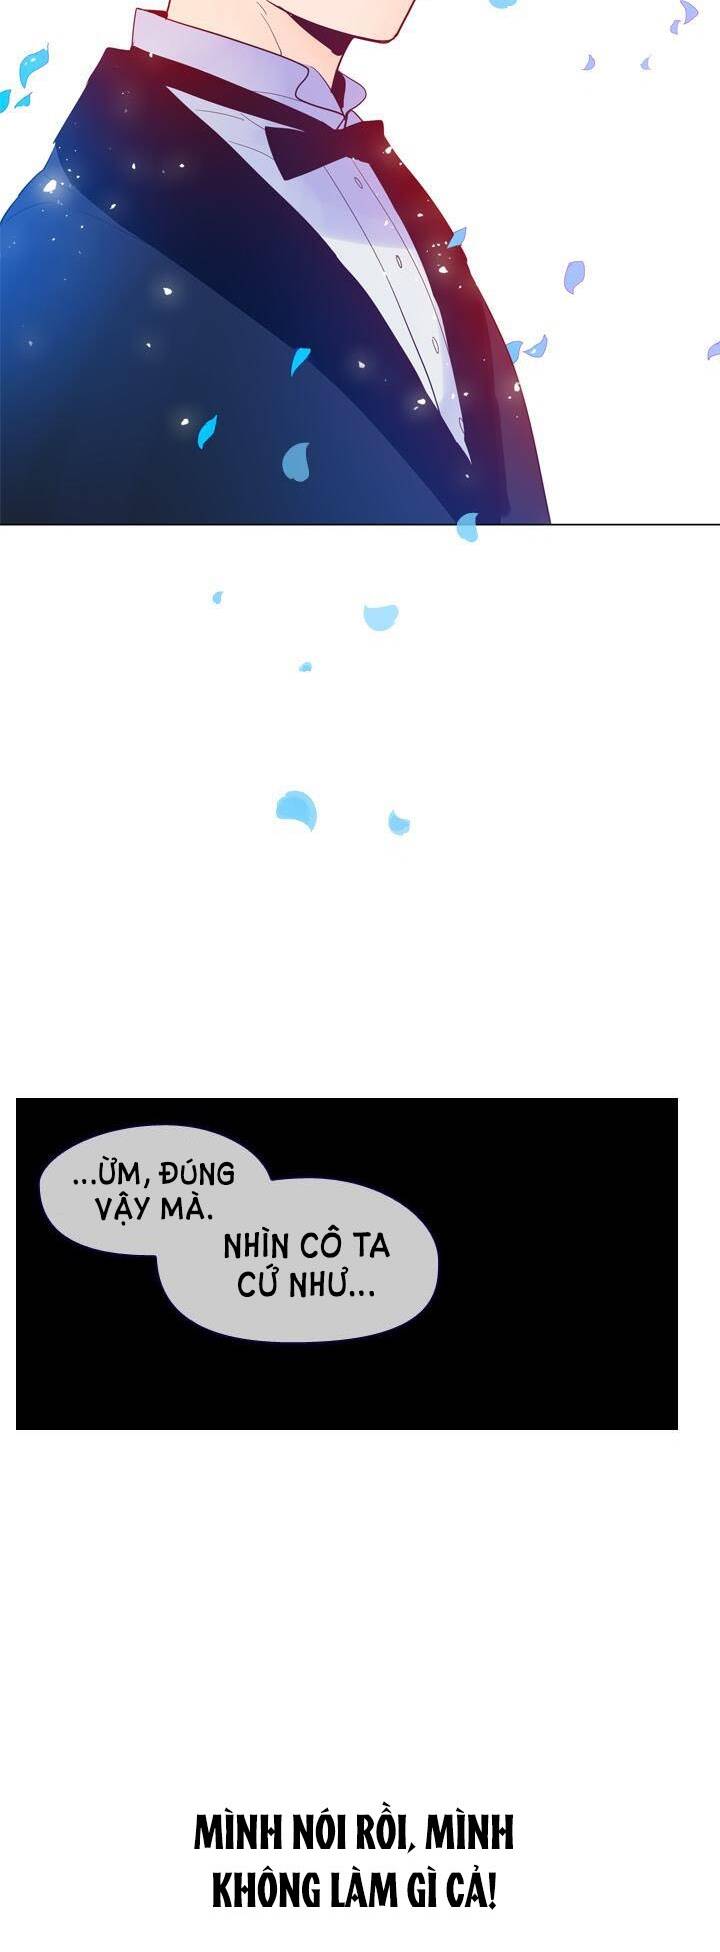 ...ỪM, ĐÚNG
VẬY MÀ.
NHÌN CÔ TA
CỨ NHƯ...
MÌNH NÓI RỒI, MÌNH
KHÔNG LÀM GÌ CẢ!